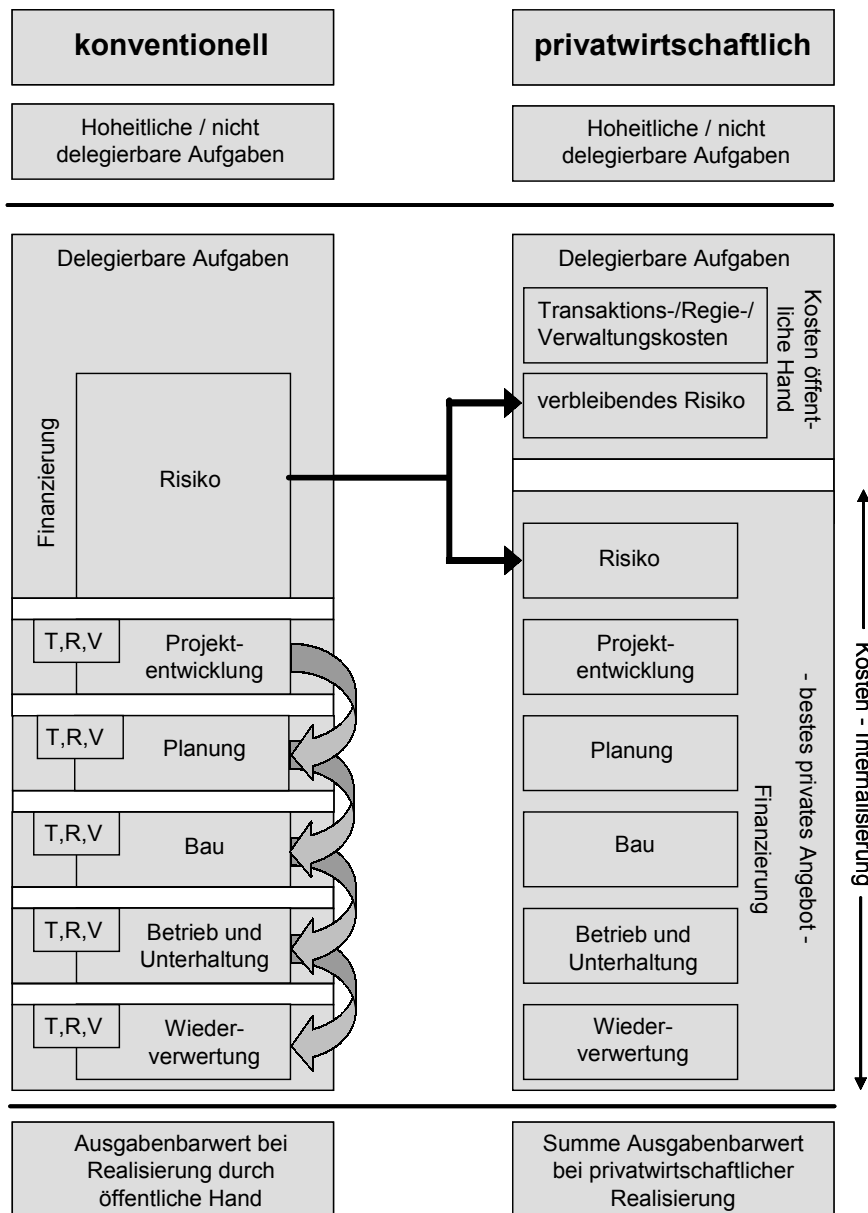 konventionell
privatwirtschaftlich
Hoheitliche / nicht
delegierbare Aufgaben
Hoheitliche / nicht
delegierbare Aufgaben
Delegierbare Aufgaben
Finanzierung
Risiko
T,R,V
Projekt-
entwicklung
T,R,V
Planung
T,R,V
Bau
T,R,V
Betrieb und
Unterhaltung
T,R,V
Wieder-
verwertung
Delegierbare Aufgaben
Transaktions-/Regie-/
Verwaltungskosten
verbleibendes Risiko
Kosten öffent-
liche Hand
Risiko
Projekt-
entwicklung
Planung
Bau
Betrieb und
Unterhaltung
Wieder-
verwertung
Finanzierung
- bestes privates Angebot -
Kosten - Internalisierung
Ausgabenbarwert bei
Realisierung durch
öffentliche Hand
Summe Ausgabenbarwert
bei privatwirtschaftlicher
Realisierung